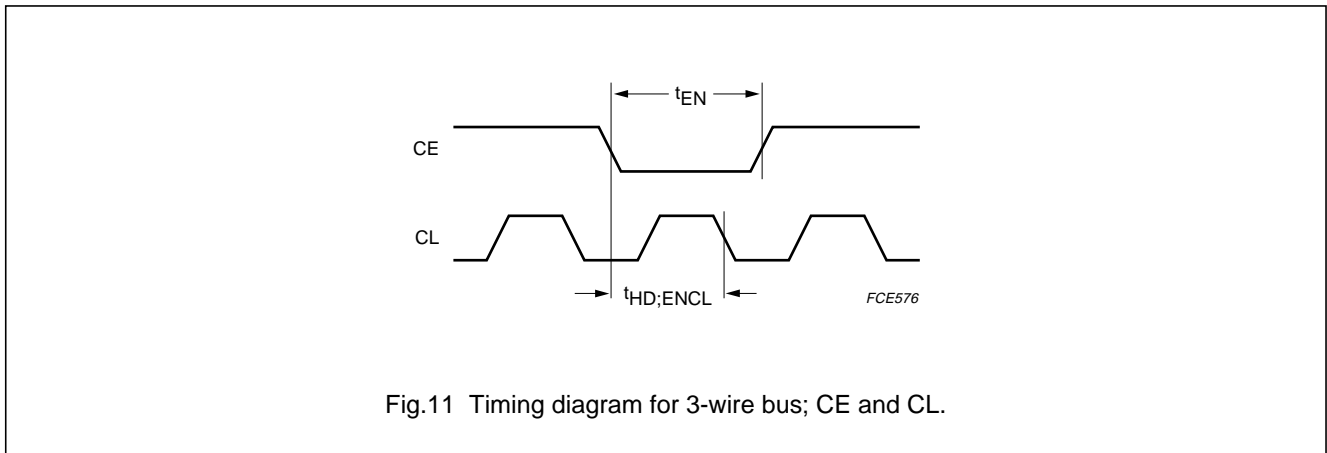 tEN
CE
CL
tHD;ENCL
FCE576
Fig.11 Timing diagram for 3-wire bus; CE and CL.